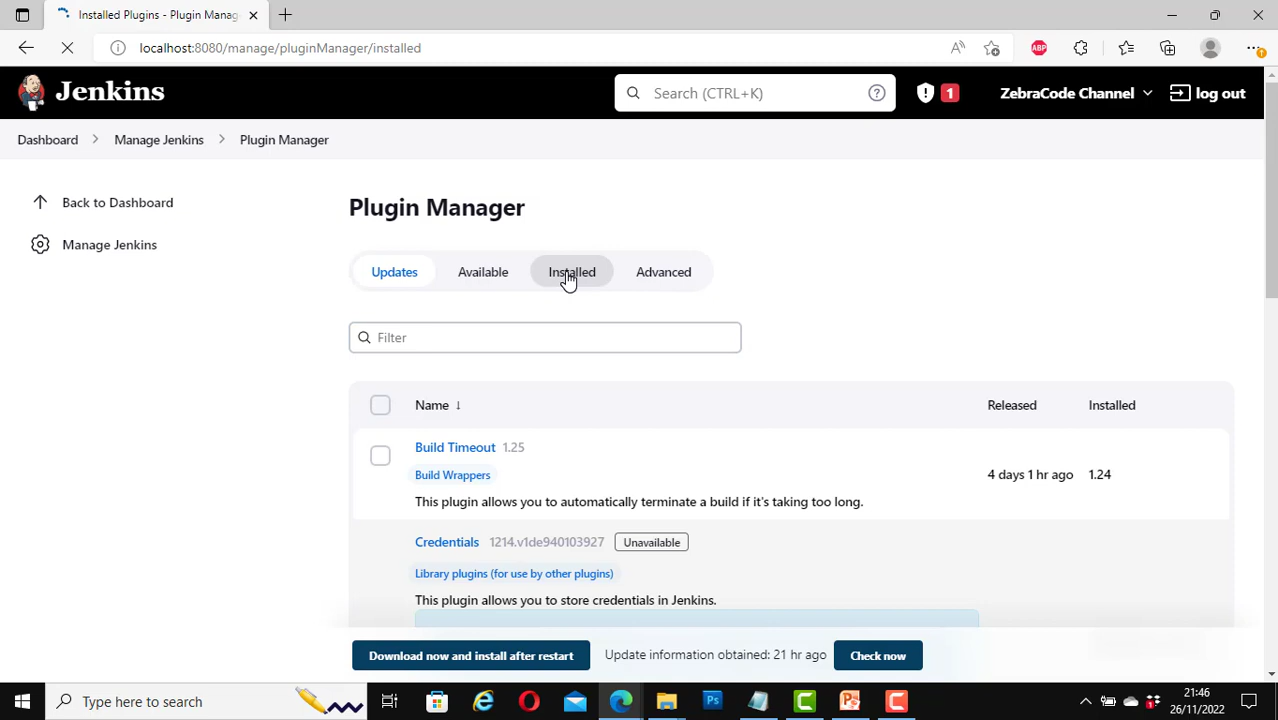 Installed Plugins - Plugin Manag
localhost:8080/manage/pluginManager/installed
ABP
Jenkins
Search (CTRL+K)
1
ZebraCode Channel
log out
Dashboard
Manage Jenkins
Plugin Manager
Back to Dashboard
Manage Jenkins
Plugin Manager
Updates
Available
Installed
Advanced
Filter
Name ↓
Released
Installed
Build Timeout 1.25
Build Wrappers
This plugin allows you to automatically terminate a build if it's taking too long.
4 days 1 hr ago
1.24
Credentials 1214.v1de940103927 Unavailable
Library plugins (for use by other plugins)
This plugin allows you to store credentials in Jenkins.
Download now and install after restart
Update information obtained: 21 hr ago
Check now
Type here to search
Ps
21:46
26/11/2022